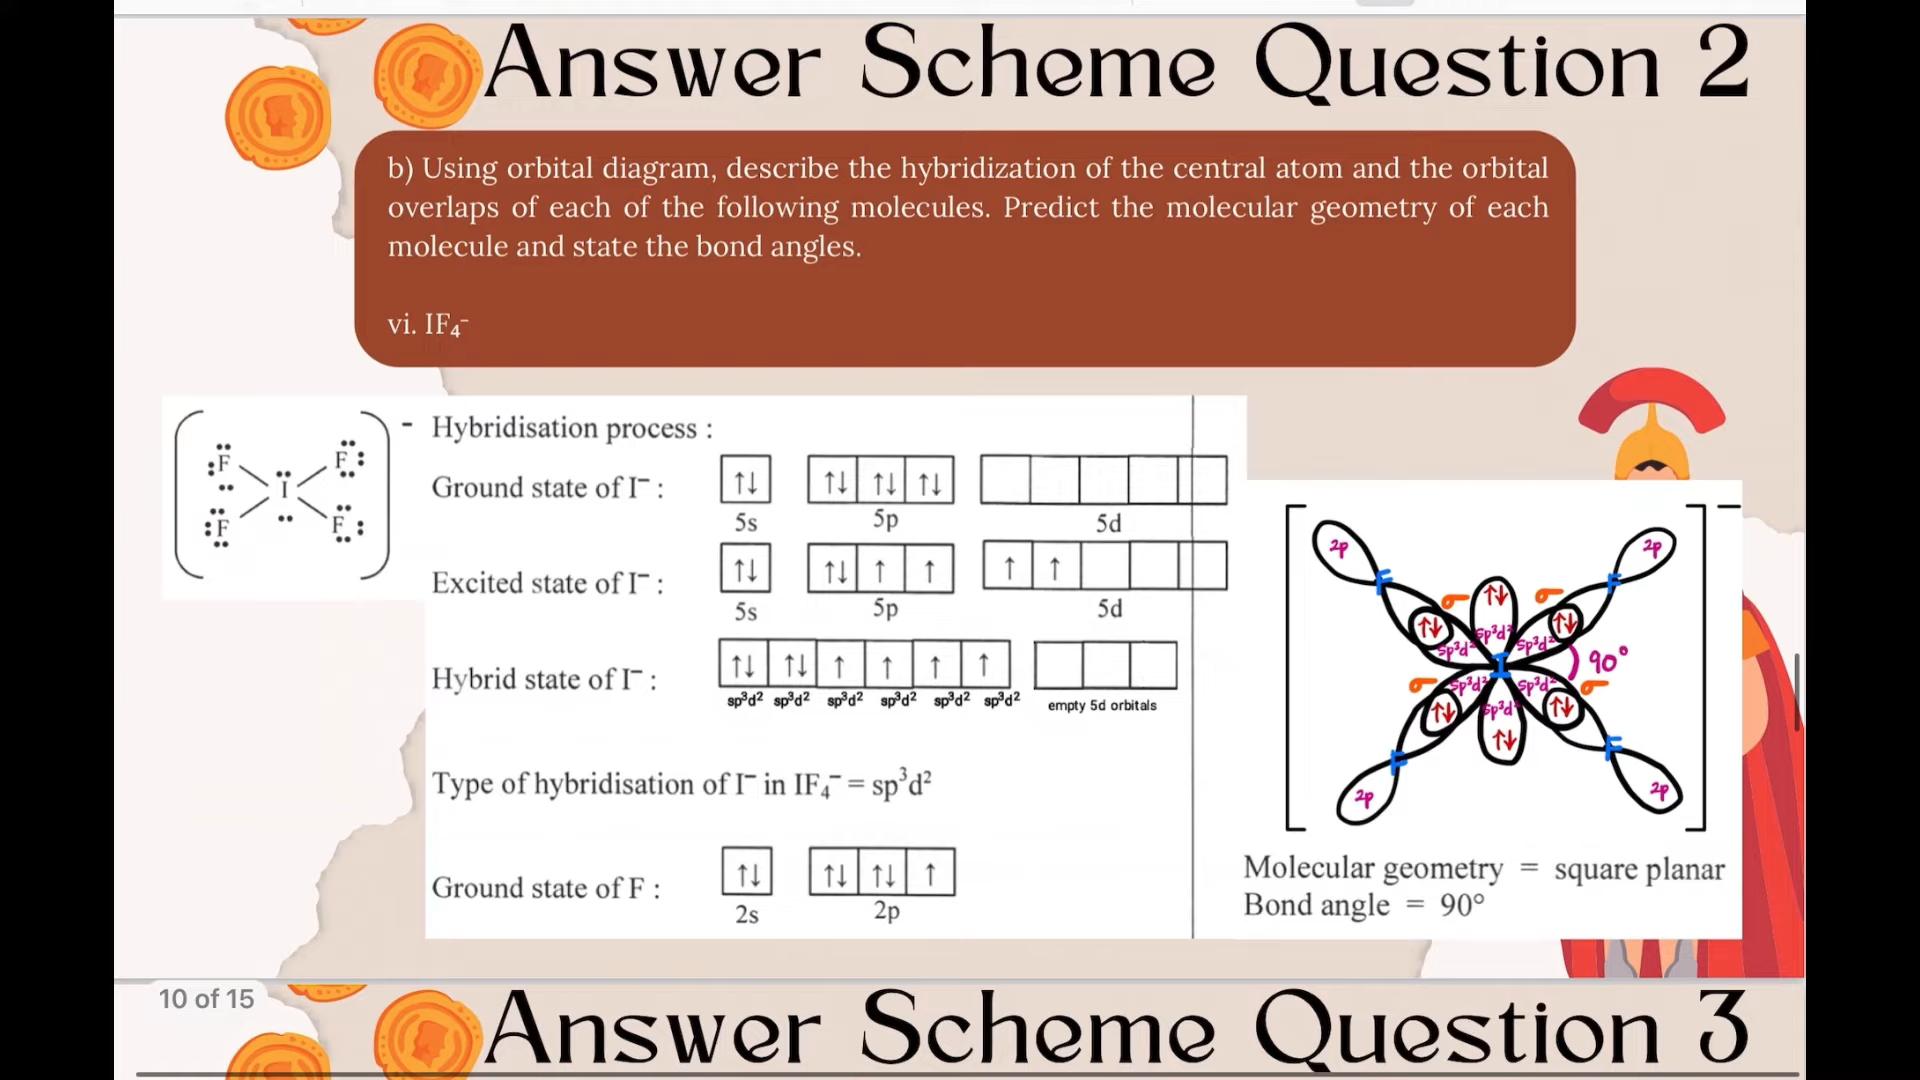 Answer Scheme Question 2
b) Using orbital diagram, describe the hybridization of the central atom and the orbital
overlaps of each of the following molecules. Predict the molecular geometry of each
molecule and state the bond angles.
vi. IF₄⁻
F F
I
F F
-
Hybridisation process :
Ground state of I⁻ : ↑↓ ↑↓ ↑↓ ↑↓
5s 5p 5d
Excited state of I⁻ : ↑↓ ↑↓ ↑ ↑ ↑ ↑
5s 5p 5d
Hybrid state of I⁻ : ↑↓ ↑↓ ↑ ↑ ↑ ↑
sp³d² sp³d² sp³d² sp³d² sp³d² sp³d² empty 5d orbitals
Type of hybridisation of I⁻ in IF₄⁻ = sp³d²
Ground state of F : ↑↓ ↑↓ ↑↓ ↑
2s 2p
2p 2p
F F
σ ↑↓ σ
↑↓ ↑↓
sp³d² sp³d² sp³d²
I 90°
σ sp³d² sp³d² σ
↑↓ sp³d² ↑↓
↑↓
F F
2p 2p
-
Molecular geometry = square planar
Bond angle = 90°
10 of 15
Answer Scheme Question 3